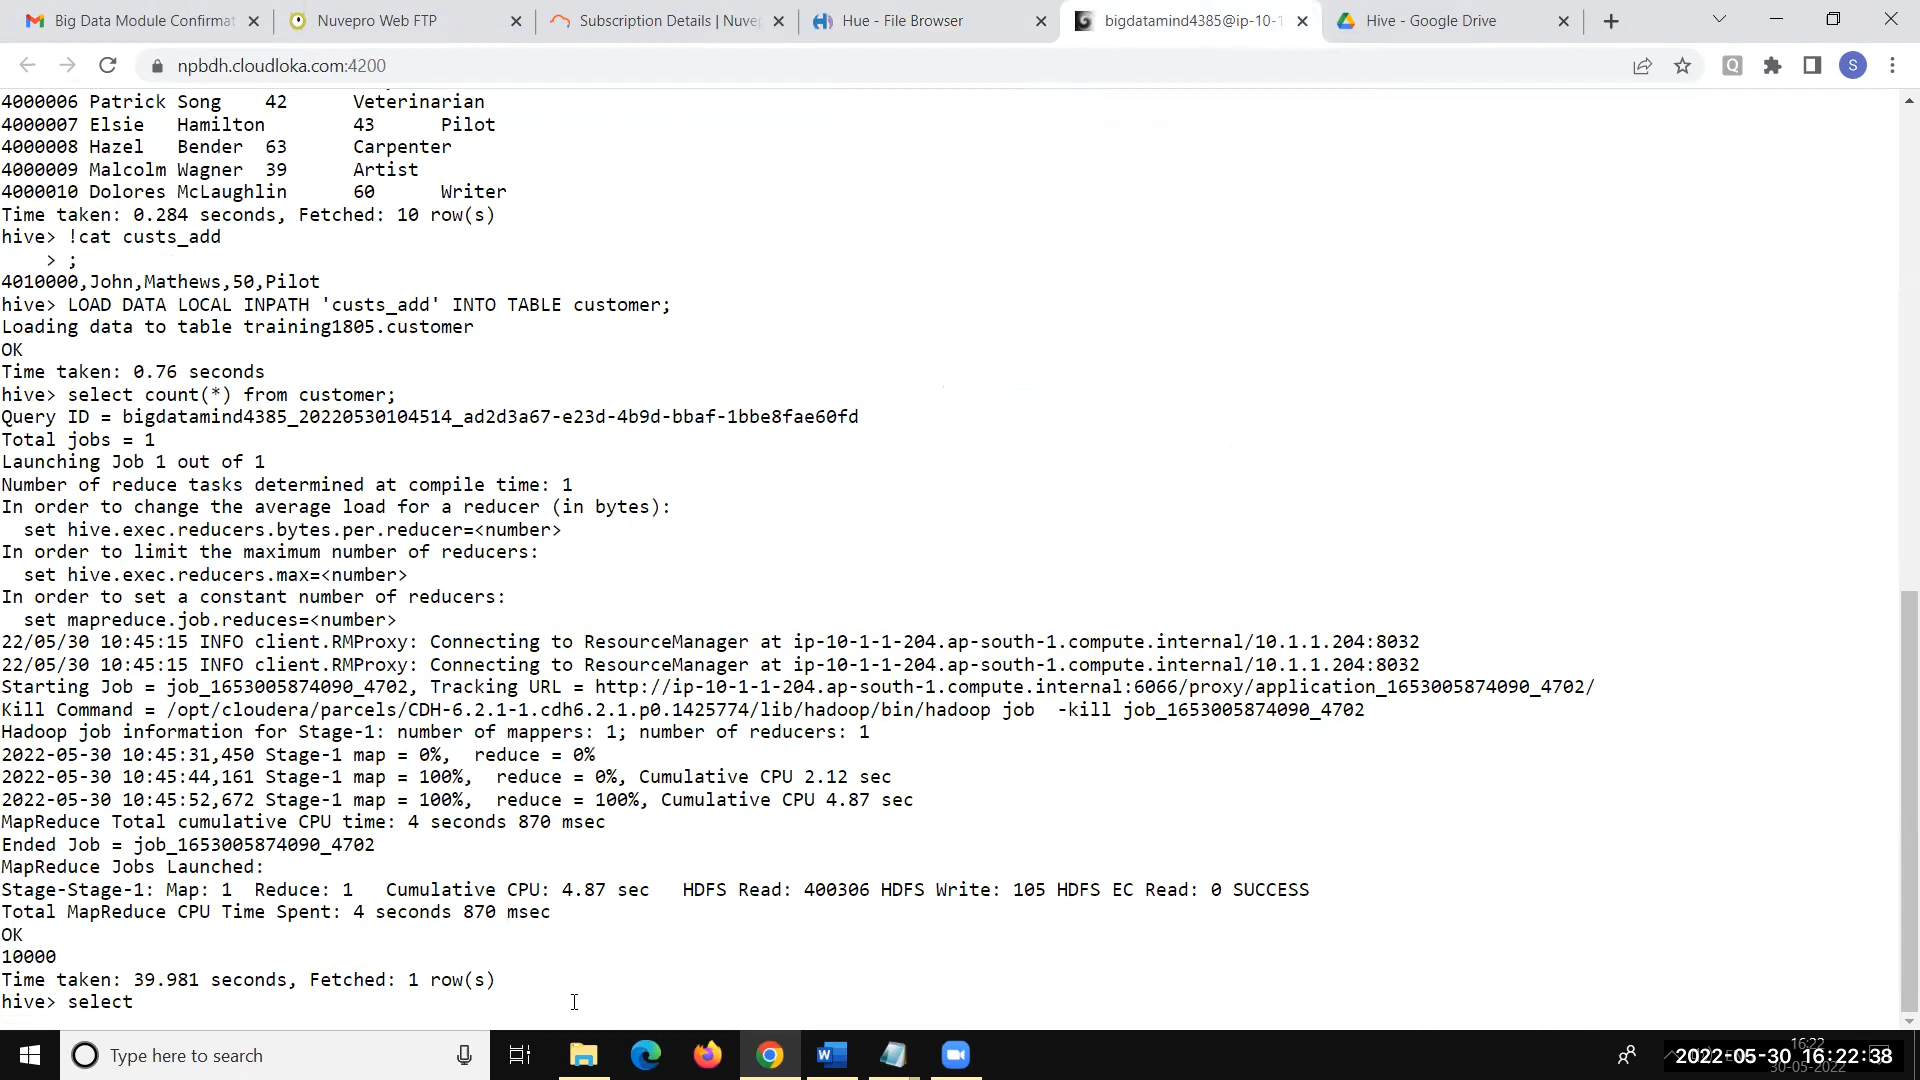 Big Data Module Confirmat
Nuvepro Web FTP
Subscription Details | Nuve
Hue - File Browser
bigdatamind4385@ip-10-1
Hive - Google Drive
npbdh.cloudloka.com:4200
Q
S
4000006 Patrick Song 42 Veterinarian
4000007 Elsie Hamilton 43 Pilot
4000008 Hazel Bender 63 Carpenter
4000009 Malcolm Wagner 39 Artist
4000010 Dolores McLaughlin 60 Writer
Time taken: 0.284 seconds, Fetched: 10 row(s)
hive> !cat custs_add
    > ;
4010000,John,Mathews,50,Pilot
hive> LOAD DATA LOCAL INPATH 'custs_add' INTO TABLE customer;
Loading data to table training1805.customer
OK
Time taken: 0.76 seconds
hive> select count(*) from customer;
Query ID = bigdatamind4385_20220530104514_ad2d3a67-e23d-4b9d-bbaf-1bbe8fae60fd
Total jobs = 1
Launching Job 1 out of 1
Number of reduce tasks determined at compile time: 1
In order to change the average load for a reducer (in bytes):
  set hive.exec.reducers.bytes.per.reducer=<number>
In order to limit the maximum number of reducers:
  set hive.exec.reducers.max=<number>
In order to set a constant number of reducers:
  set mapreduce.job.reduces=<number>
22/05/30 10:45:15 INFO client.RMProxy: Connecting to ResourceManager at ip-10-1-1-204.ap-south-1.compute.internal/10.1.1.204:8032
22/05/30 10:45:15 INFO client.RMProxy: Connecting to ResourceManager at ip-10-1-1-204.ap-south-1.compute.internal/10.1.1.204:8032
Starting Job = job_1653005874090_4702, Tracking URL = http://ip-10-1-1-204.ap-south-1.compute.internal:6066/proxy/application_1653005874090_4702/
Kill Command = /opt/cloudera/parcels/CDH-6.2.1-1.cdh6.2.1.p0.1425774/lib/hadoop/bin/hadoop job  -kill job_1653005874090_4702
Hadoop job information for Stage-1: number of mappers: 1; number of reducers: 1
2022-05-30 10:45:31,450 Stage-1 map = 0%,  reduce = 0%
2022-05-30 10:45:44,161 Stage-1 map = 100%,  reduce = 0%, Cumulative CPU 2.12 sec
2022-05-30 10:45:52,672 Stage-1 map = 100%,  reduce = 100%, Cumulative CPU 4.87 sec
MapReduce Total cumulative CPU time: 4 seconds 870 msec
Ended Job = job_1653005874090_4702
MapReduce Jobs Launched:
Stage-Stage-1: Map: 1  Reduce: 1   Cumulative CPU: 4.87 sec   HDFS Read: 400306 HDFS Write: 105 HDFS EC Read: 0 SUCCESS
Total MapReduce CPU Time Spent: 4 seconds 870 msec
OK
10000
Time taken: 39.981 seconds, Fetched: 1 row(s)
hive> select
Type here to search
16:22
2022-05-30 16:22:38
30-05-2022